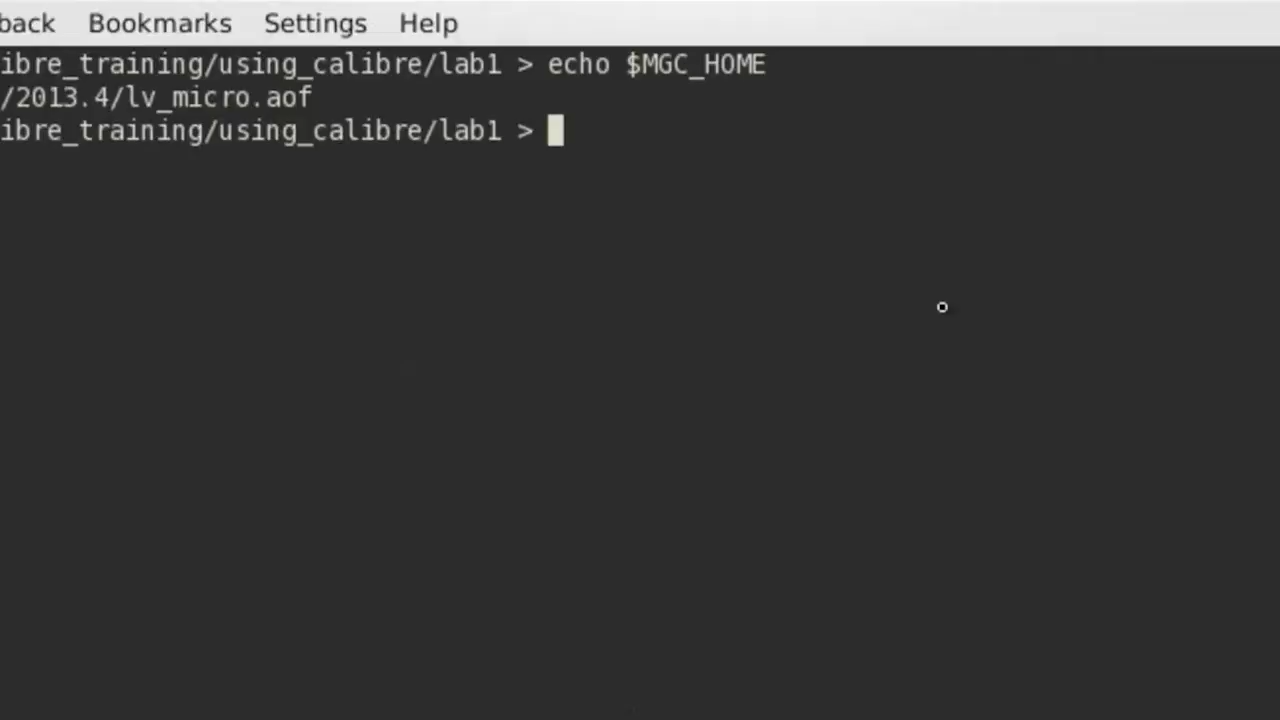 back Bookmarks Settings Help
ibre_training/using_calibre/lab1 > echo $MGC_HOME
/2013.4/lv_micro.aof
ibre_training/using_calibre/lab1 >